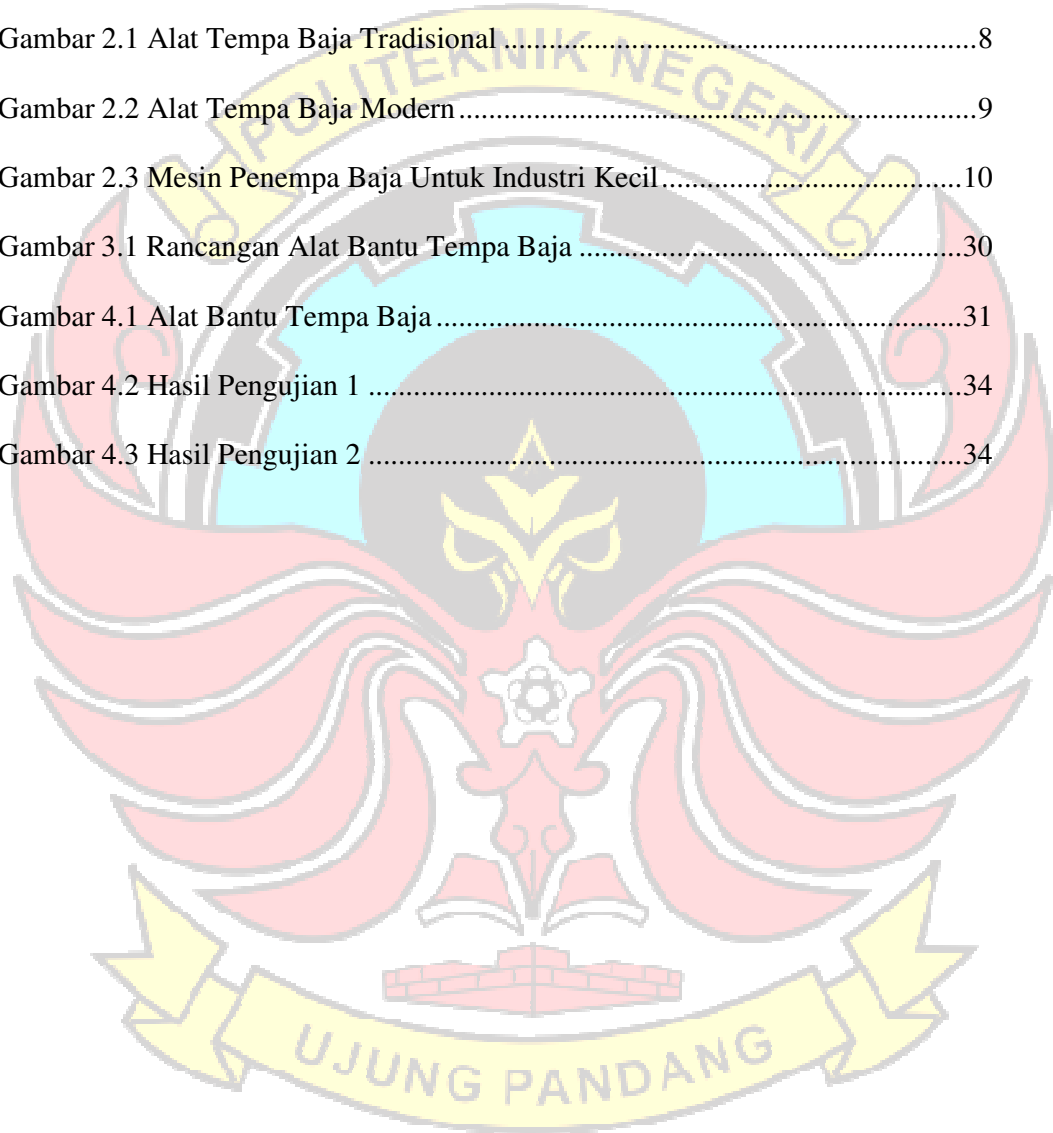 Gambar 2.1 Alat Tempa Baja Tradisional ........................................................................8
POLITEKNIK NEGERI
Gambar 2.2 Alat Tempa Baja Modern ...............................................................................9
Gambar 2.3 Mesin Penempa Baja Untuk Industri Kecil ..............................................10
Gambar 3.1 Rancangan Alat Bantu Tempa Baja ..........................................................30
Gambar 4.1 Alat Bantu Tempa Baja ................................................................................31
Gambar 4.2 Hasil Pengujian 1 ..........................................................................................34
Gambar 4.3 Hasil Pengujian 2 ..........................................................................................34
UJUNG PANDANG